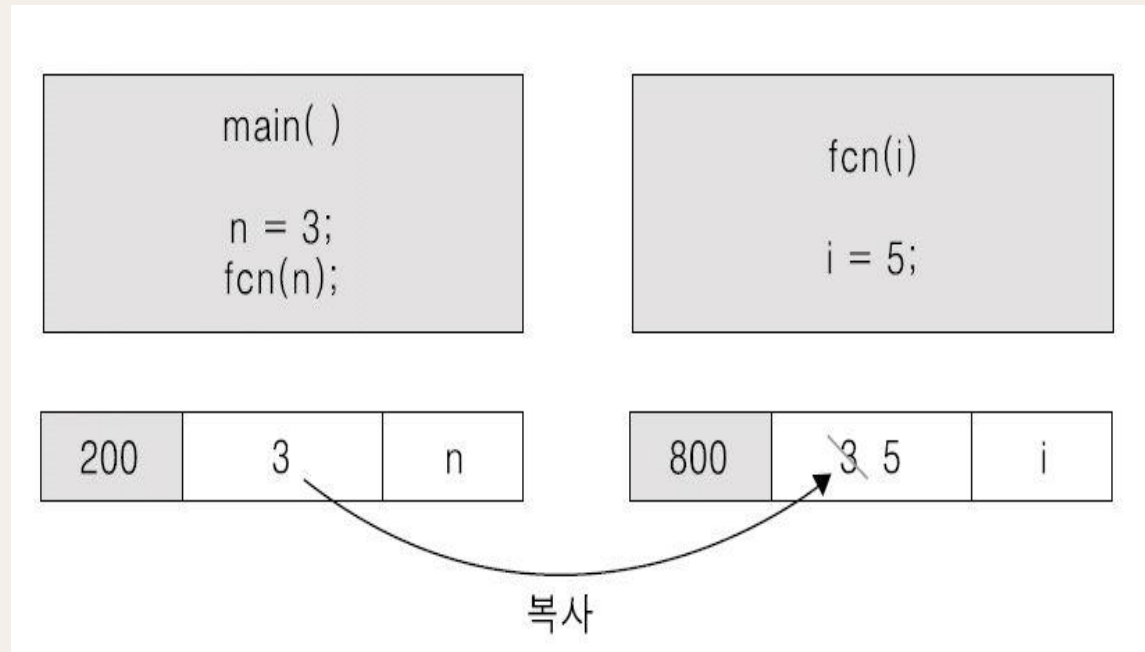 main( )
n = 3;
fcn(n);
fcn(i)
i = 5;
200 3 n
800 3 5 i
복사